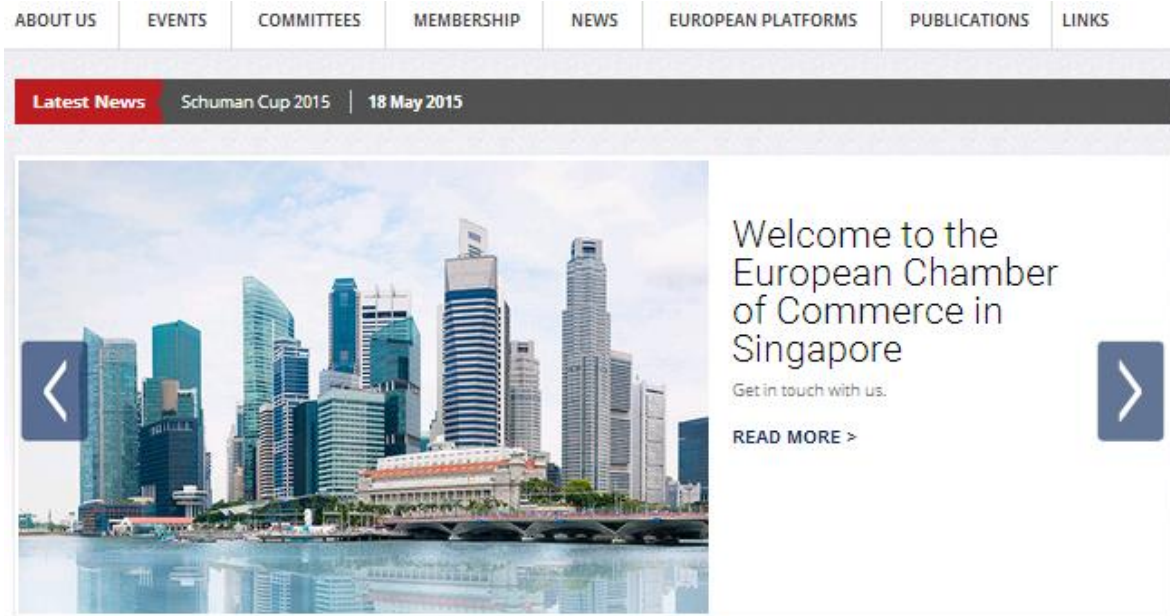 ABOUT US EVENTS COMMITTEES MEMBERSHIP NEWS EUROPEAN PLATFORMS PUBLICATIONS LINKS
Latest News Schuman Cup 2015 | 18 May 2015
Welcome to the
European Chamber
of Commerce in
Singapore
Get in touch with us.
READ MORE >